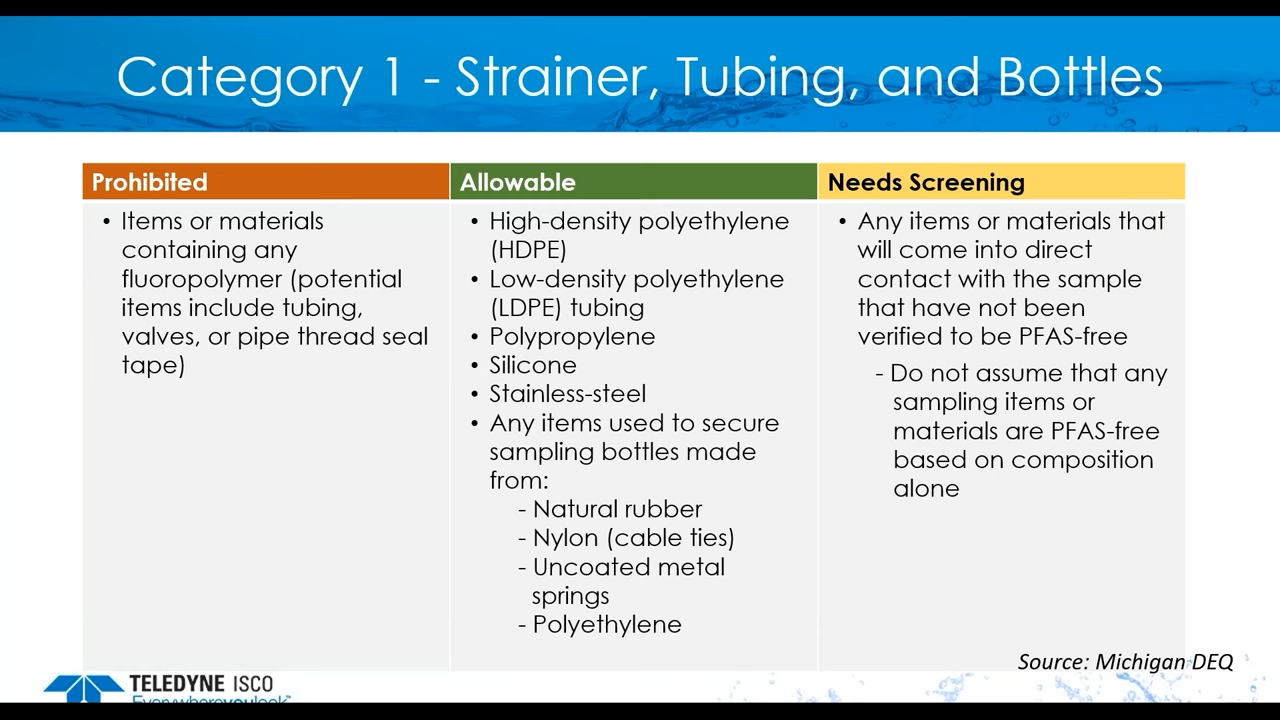 Category 1 - Strainer, Tubing, and Bottles
Prohibited
• Items or materials
containing any
fluoropolymer (potential
items include tubing,
valves, or pipe thread seal
tape)
Allowable
• High-density polyethylene
(HDPE)
• Low-density polyethylene
(LDPE) tubing
• Polypropylene
• Silicone
• Stainless-steel
• Any items used to secure
sampling bottles made
from:
- Natural rubber
- Nylon (cable ties)
- Uncoated metal
springs
- Polyethylene
Needs Screening
• Any items or materials that
will come into direct
contact with the sample
that have not been
verified to be PFAS-free
- Do not assume that any
sampling items or
materials are PFAS-free
based on composition
alone
Source: Michigan DEQ
TELEDYNE ISCO
Everywhereyoulook™